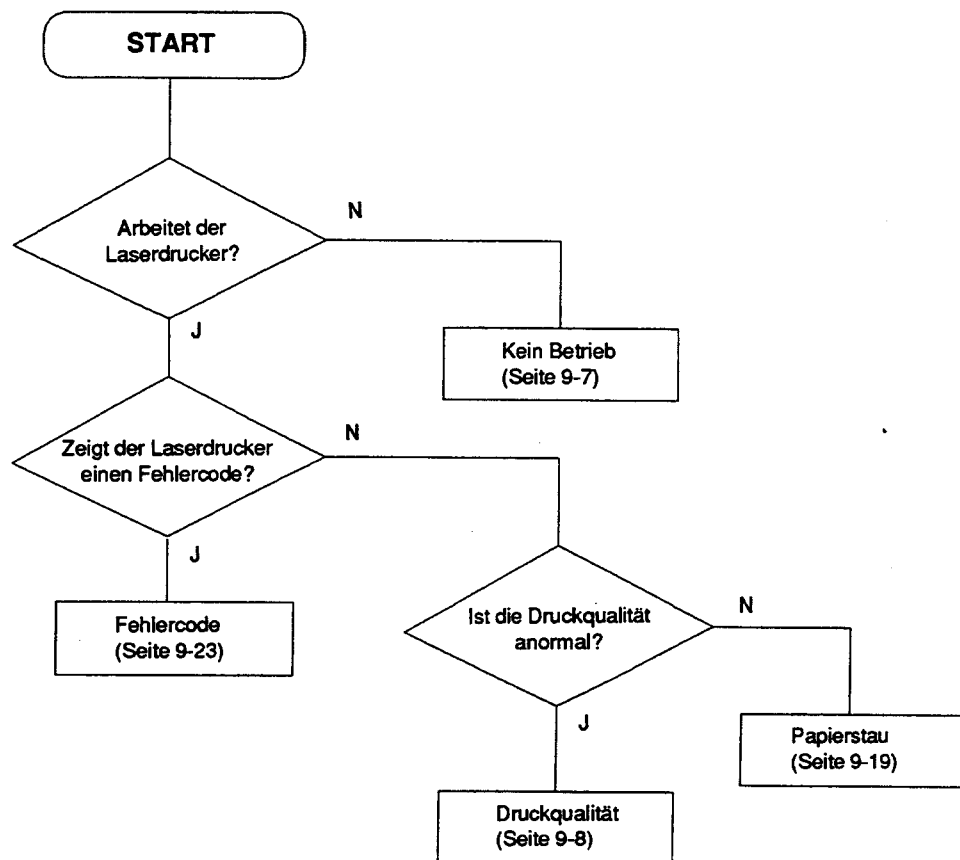 START
Arbeitet der
Laserdrucker?
N
J
Kein Betrieb
(Seite 9-7)
Zeigt der Laserdrucker
einen Fehlercode?
N
J
Fehlercode
(Seite 9-23)
Ist die Druckqualität
anormal?
N
J
Papierstau
(Seite 9-19)
Druckqualität
(Seite 9-8)